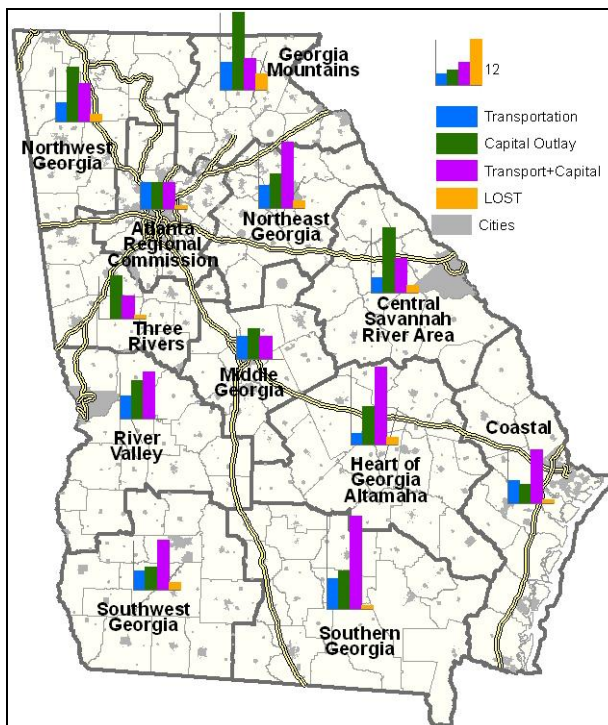 Georgia
Mountains
12
Transportation
Capital Outlay
Transport+Capital
LOST
Cities
Northwest
Georgia
Northeast
Georgia
Atlanta
Regional
Commission
Central
Savannah
River Area
Three
Rivers
Middle
Georgia
River
Valley
Heart of
Georgia
Altamaha
Coastal
Southwest
Georgia
Southern
Georgia